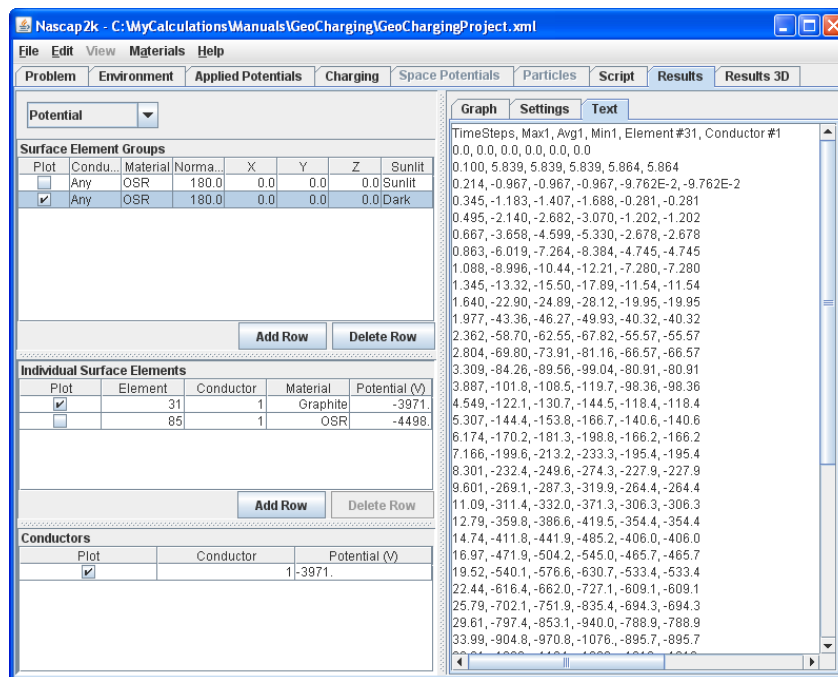 Nascap2k - C:\MyCalculations\Manuals\GeoCharging\GeoChargingProject.xml
File Edit View Materials Help
Problem Environment Applied Potentials Charging Space Potentials Particles Script Results Results 3D
Potential
Surface Element Groups
Plot Condu... Material Norma... X Y Z Sunlit
Any OSR 180.0 0.0 0.0 0.0 Sunlit
Any OSR 180.0 0.0 0.0 0.0 Dark
Add Row Delete Row
Individual Surface Elements
Plot Element Conductor Material Potential (V)
31 1 Graphite -3971.
85 1 OSR -4498.
Add Row Delete Row
Conductors
Plot Conductor Potential (V)
1 -3971.
Graph Settings Text
TimeSteps, Max1, Avg1, Min1, Element #31, Conductor #1
0.0, 0.0, 0.0, 0.0, 0.0, 0.0
0.100, 5.839, 5.839, 5.839, 5.864, 5.864
0.214, -0.967, -0.967, -0.967, -9.762E-2, -9.762E-2
0.345, -1.183, -1.407, -1.688, -0.281, -0.281
0.495, -2.140, -2.682, -3.070, -1.202, -1.202
0.667, -3.658, -4.599, -5.330, -2.678, -2.678
0.863, -6.019, -7.264, -8.384, -4.745, -4.745
1.088, -8.996, -10.44, -12.21, -7.280, -7.280
1.345, -13.32, -15.50, -17.89, -11.54, -11.54
1.640, -22.90, -24.89, -28.12, -19.95, -19.95
1.977, -43.36, -46.27, -49.93, -40.32, -40.32
2.362, -58.70, -62.55, -67.82, -55.57, -55.57
2.804, -69.80, -73.91, -81.16, -66.57, -66.57
3.309, -84.26, -89.56, -99.04, -80.91, -80.91
3.887, -101.8, -108.5, -119.7, -98.36, -98.36
4.549, -122.1, -130.7, -144.5, -118.4, -118.4
5.307, -144.4, -153.8, -166.7, -140.6, -140.6
6.174, -170.2, -181.3, -198.8, -166.2, -166.2
7.166, -199.6, -213.2, -233.3, -195.4, -195.4
8.301, -232.4, -249.6, -274.3, -227.9, -227.9
9.601, -269.1, -287.3, -319.9, -264.4, -264.4
11.09, -311.4, -332.0, -371.3, -306.3, -306.3
12.79, -359.8, -386.6, -419.5, -354.4, -354.4
14.74, -411.8, -441.9, -485.2, -406.0, -406.0
16.97, -471.9, -504.2, -545.0, -465.7, -465.7
19.52, -540.1, -576.6, -630.7, -533.4, -533.4
22.44, -616.4, -662.0, -727.1, -609.1, -609.1
25.79, -702.1, -751.9, -835.4, -694.3, -694.3
29.61, -797.4, -853.1, -940.0, -788.9, -788.9
33.99, -904.8, -970.8, -1076., -895.7, -895.7